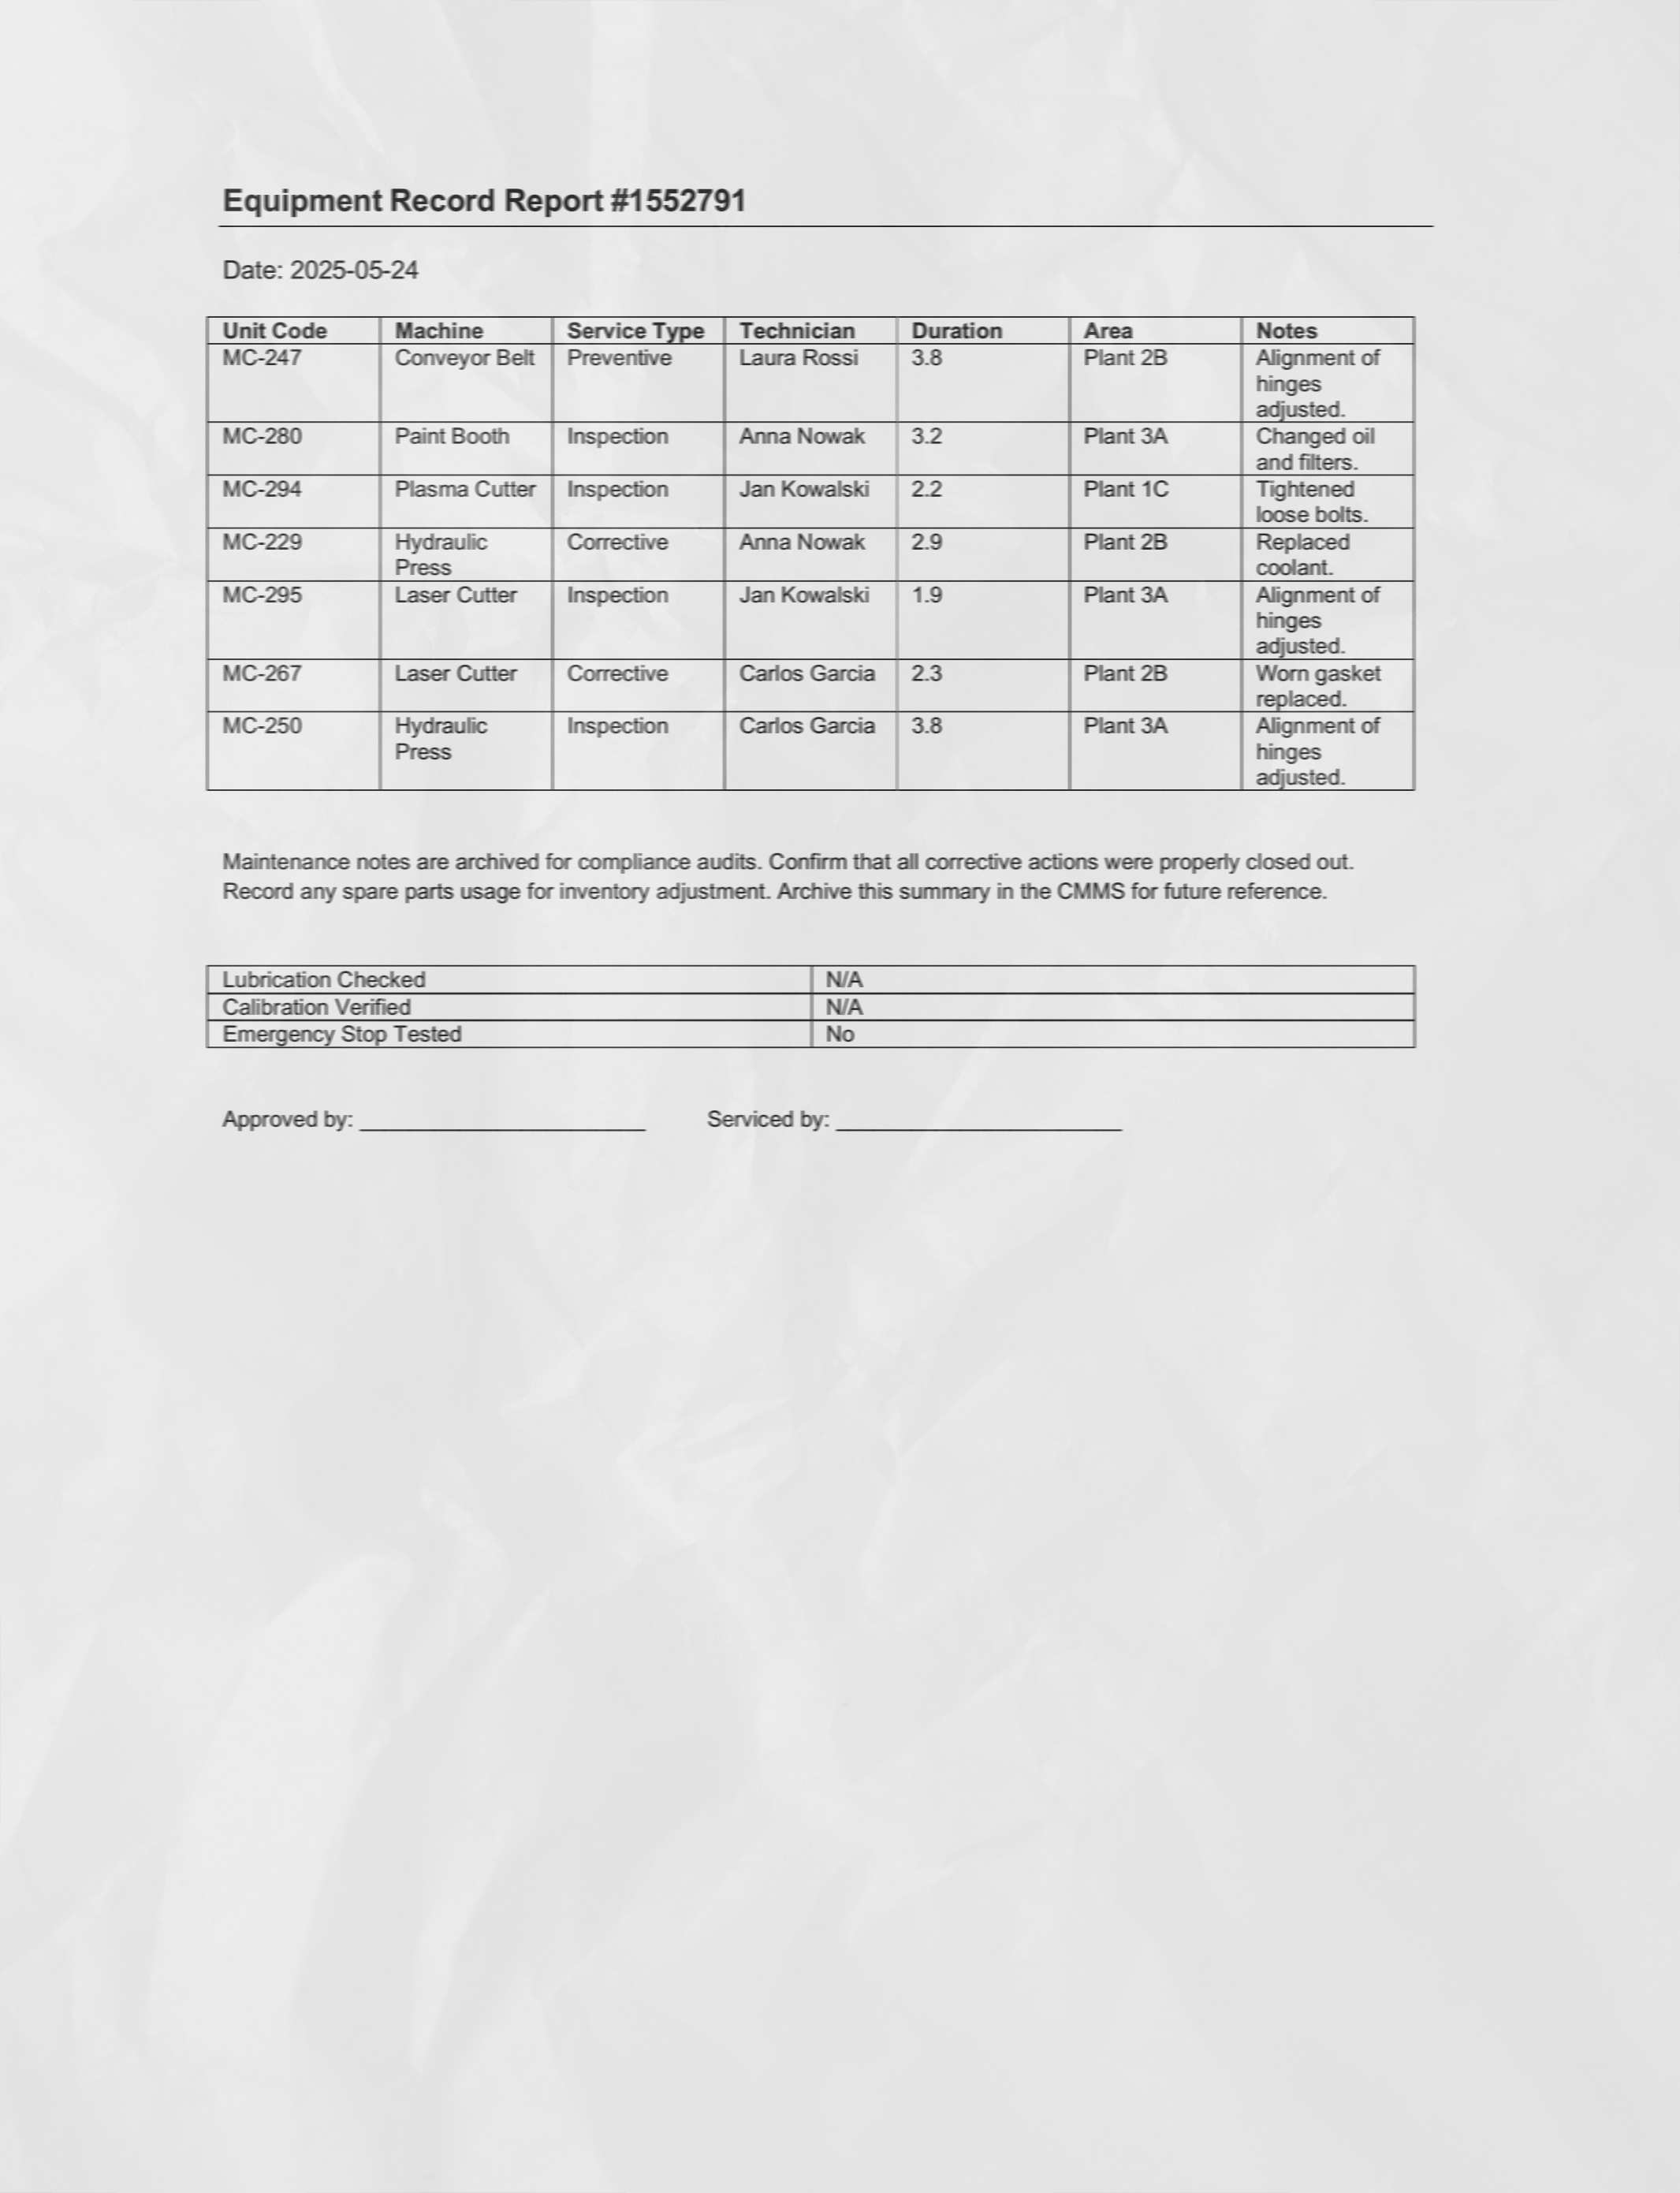 Equipment Record Report #1552791
Date: 2025-05-24
Unit Code Machine Service Type Technician Duration Area Notes
MC-247 Conveyor Belt Preventive Laura Rossi 3.8 Plant 2B Alignment of
hinges
adjusted.
MC-280 Paint Booth Inspection Anna Nowak 3.2 Plant 3A Changed oil
and filters.
MC-294 Plasma Cutter Inspection Jan Kowalski 2.2 Plant 1C Tightened
loose bolts.
MC-229 Hydraulic Corrective Anna Nowak 2.9 Plant 2B Replaced
Press coolant.
MC-295 Laser Cutter Inspection Jan Kowalski 1.9 Plant 3A Alignment of
hinges
adjusted.
MC-267 Laser Cutter Corrective Carlos Garcia 2.3 Plant 2B Worn gasket
replaced.
MC-250 Hydraulic Inspection Carlos Garcia 3.8 Plant 3A Alignment of
Press hinges
adjusted.
Maintenance notes are archived for compliance audits. Confirm that all corrective actions were properly closed out.
Record any spare parts usage for inventory adjustment. Archive this summary in the CMMS for future reference.
Lubrication Checked N/A
Calibration Verified N/A
Emergency Stop Tested No
Approved by: ________________________ Serviced by: ________________________